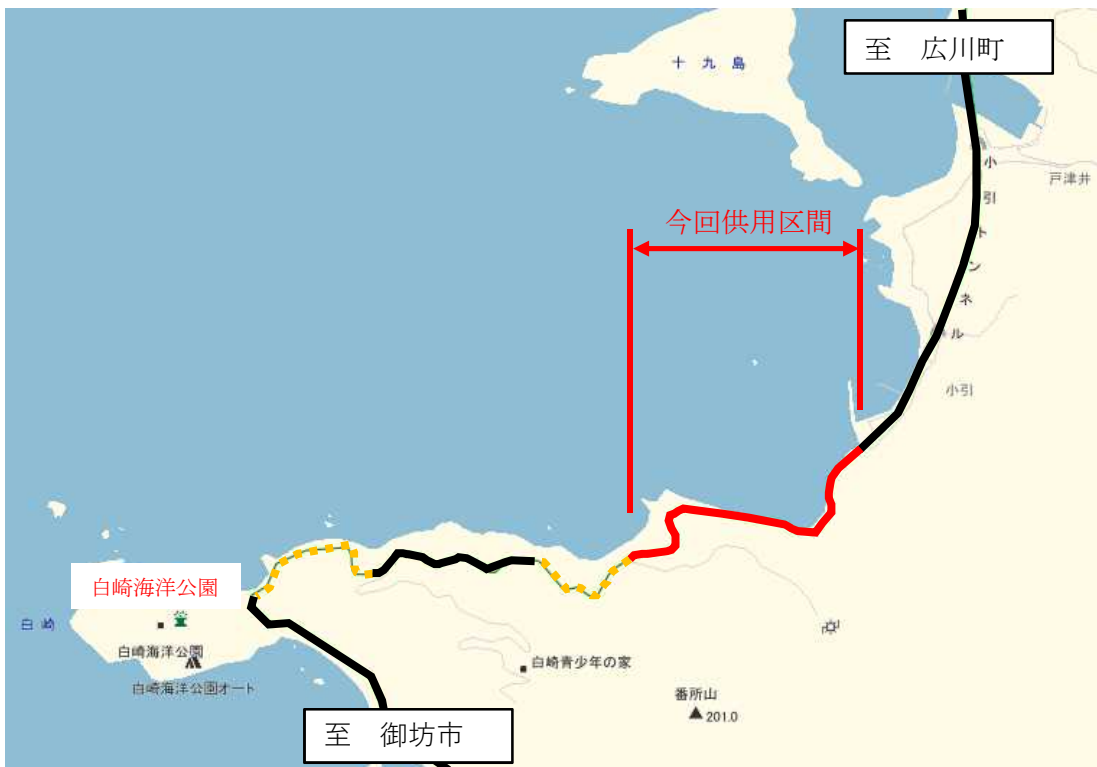 至　広川町
十九島
小引トンネル
戸津井
今回供用区間
小引
白崎海洋公園
白崎
白崎海洋公園
白崎海洋公園オート
白崎青少年の家
番所山
201.0
至　御坊市